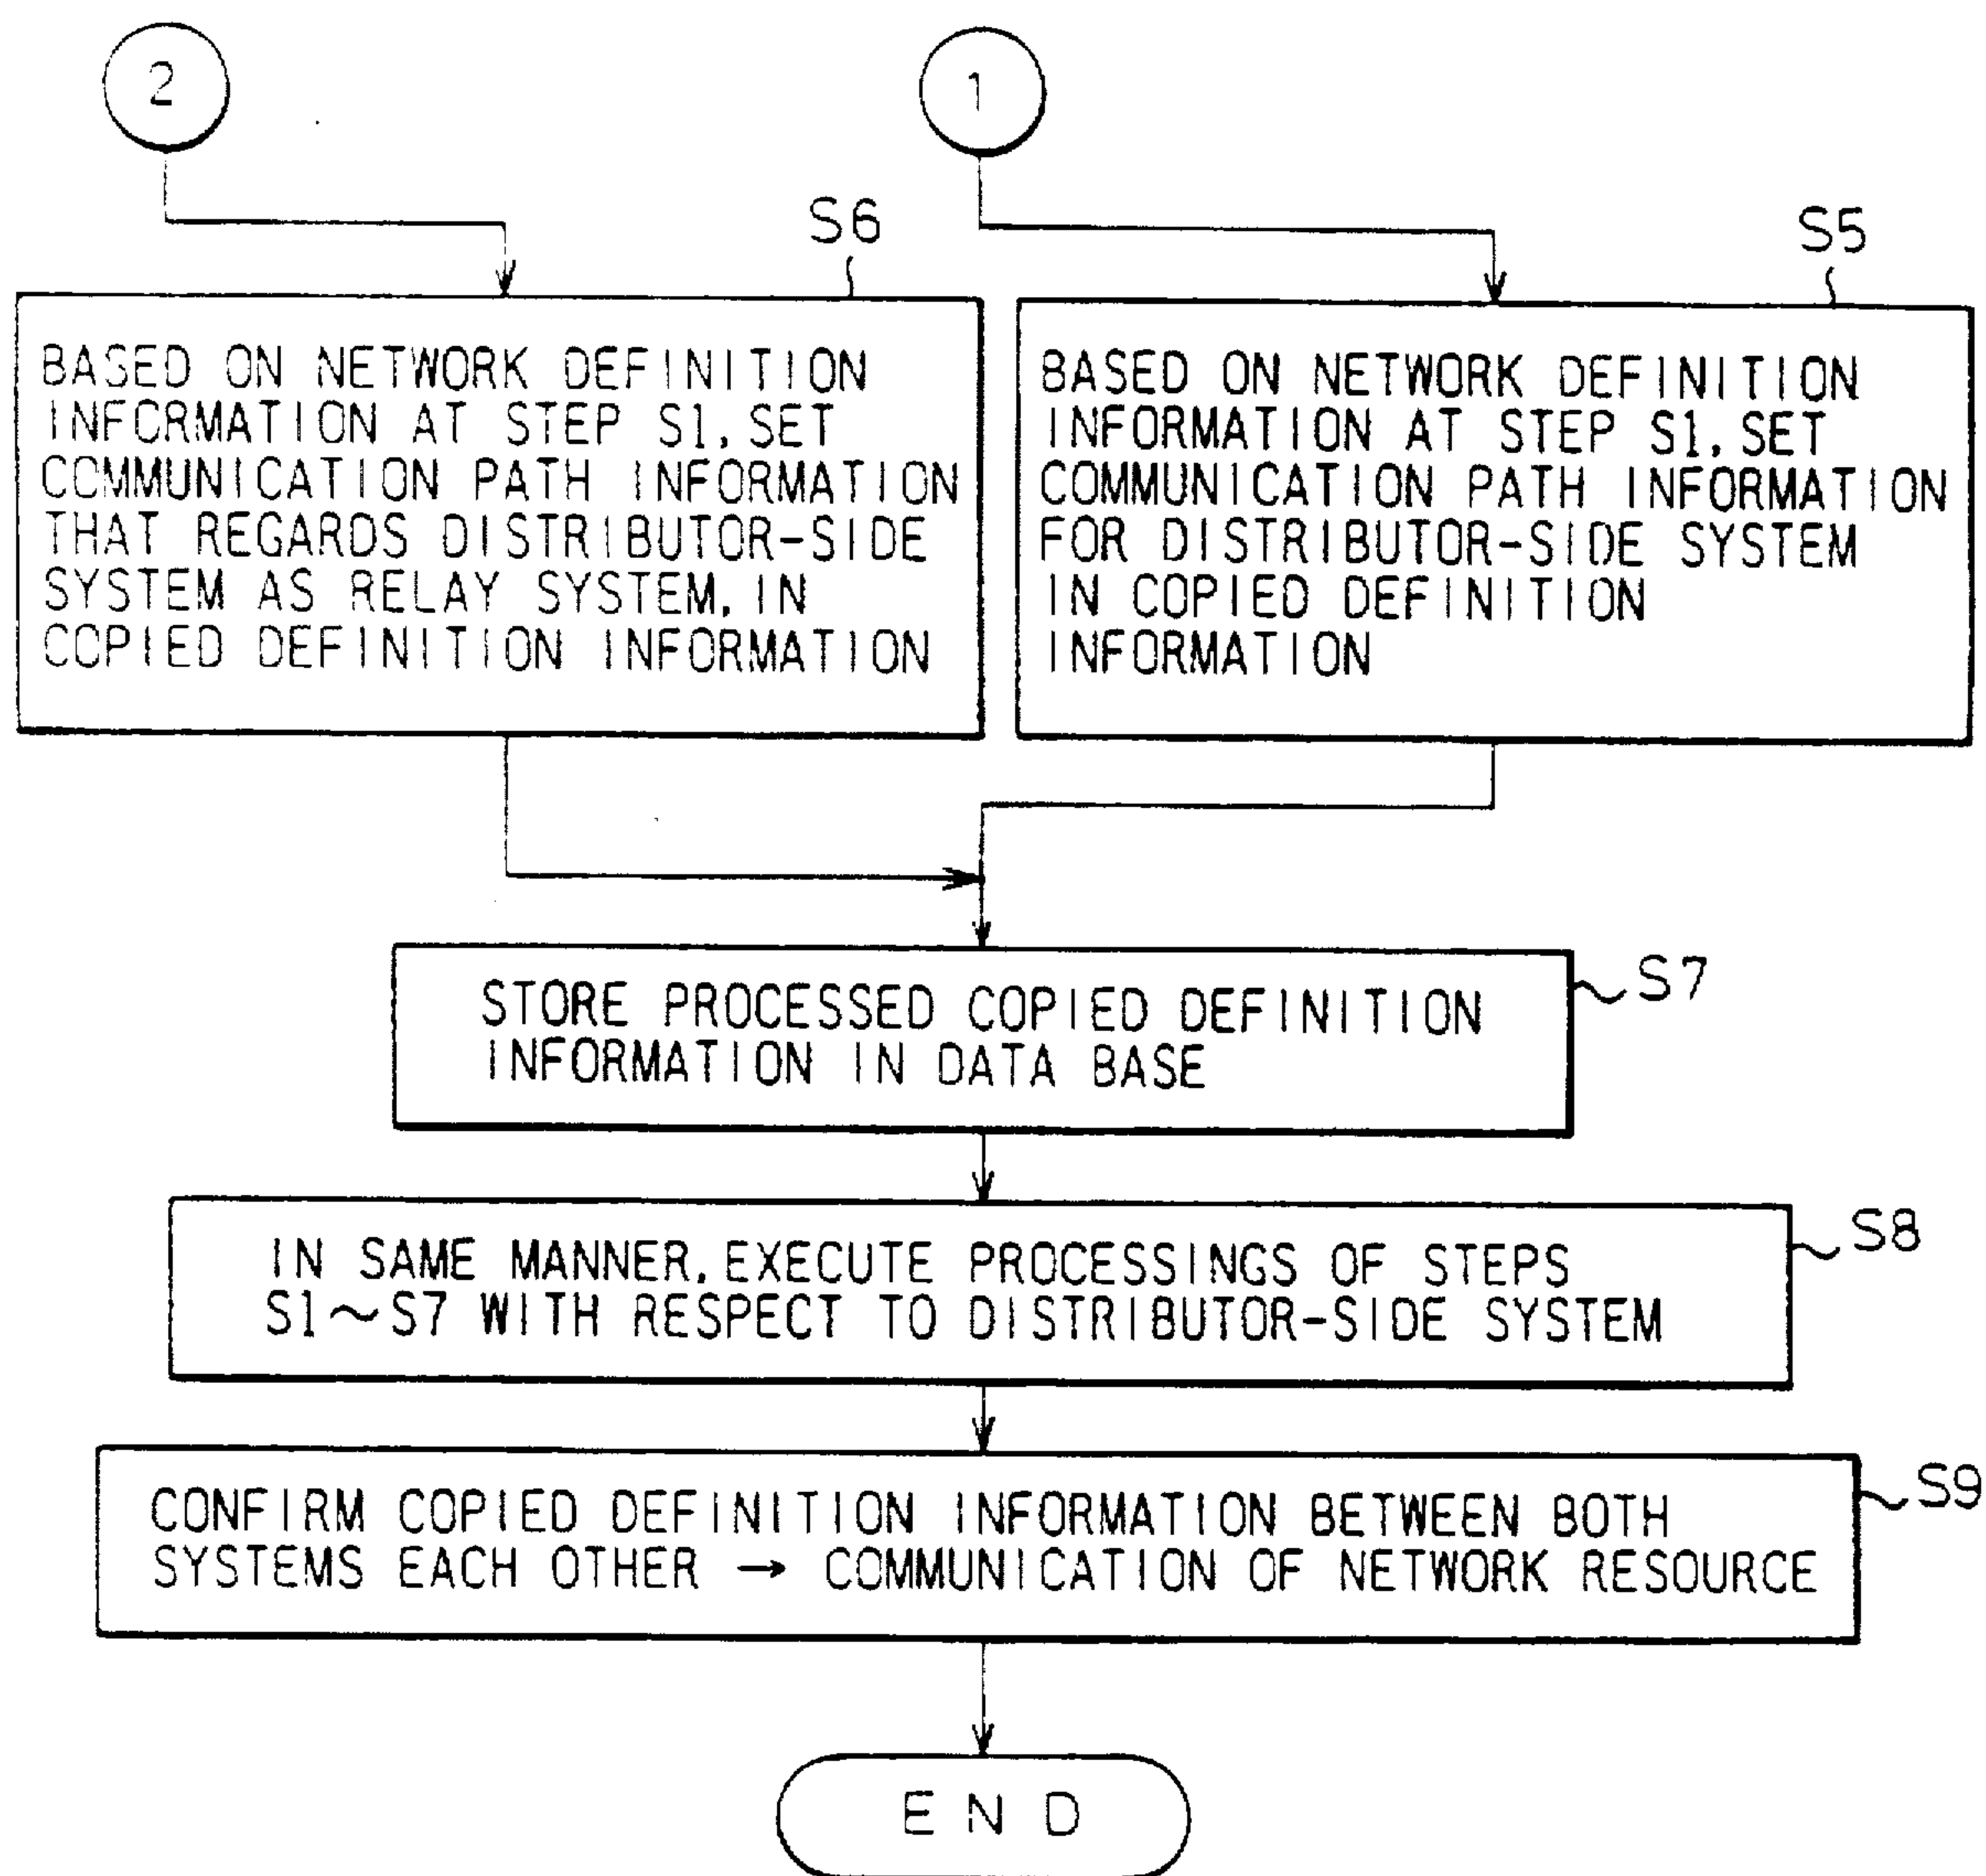 2
1
S6
S5
BASED ON NETWORK DEFINITION
INFORMATION AT STEP S1, SET
COMMUNICATION PATH INFORMATION
THAT REGARDS DISTRIBUTOR-SIDE
SYSTEM AS RELAY SYSTEM, IN
COPIED DEFINITION INFORMATION
BASED ON NETWORK DEFINITION
INFORMATION AT STEP S1, SET
COMMUNICATION PATH INFORMATION
FOR DISTRIBUTOR-SIDE SYSTEM
IN COPIED DEFINITION
INFORMATION
S7
STORE PROCESSED COPIED DEFINITION
INFORMATION IN DATA BASE
S8
IN SAME MANNER, EXECUTE PROCESSINGS OF STEPS
S1~S7 WITH RESPECT TO DISTRIBUTOR-SIDE SYSTEM
S9
CONFIRM COPIED DEFINITION INFORMATION BETWEEN BOTH
SYSTEMS EACH OTHER → COMMUNICATION OF NETWORK RESOURCE
END